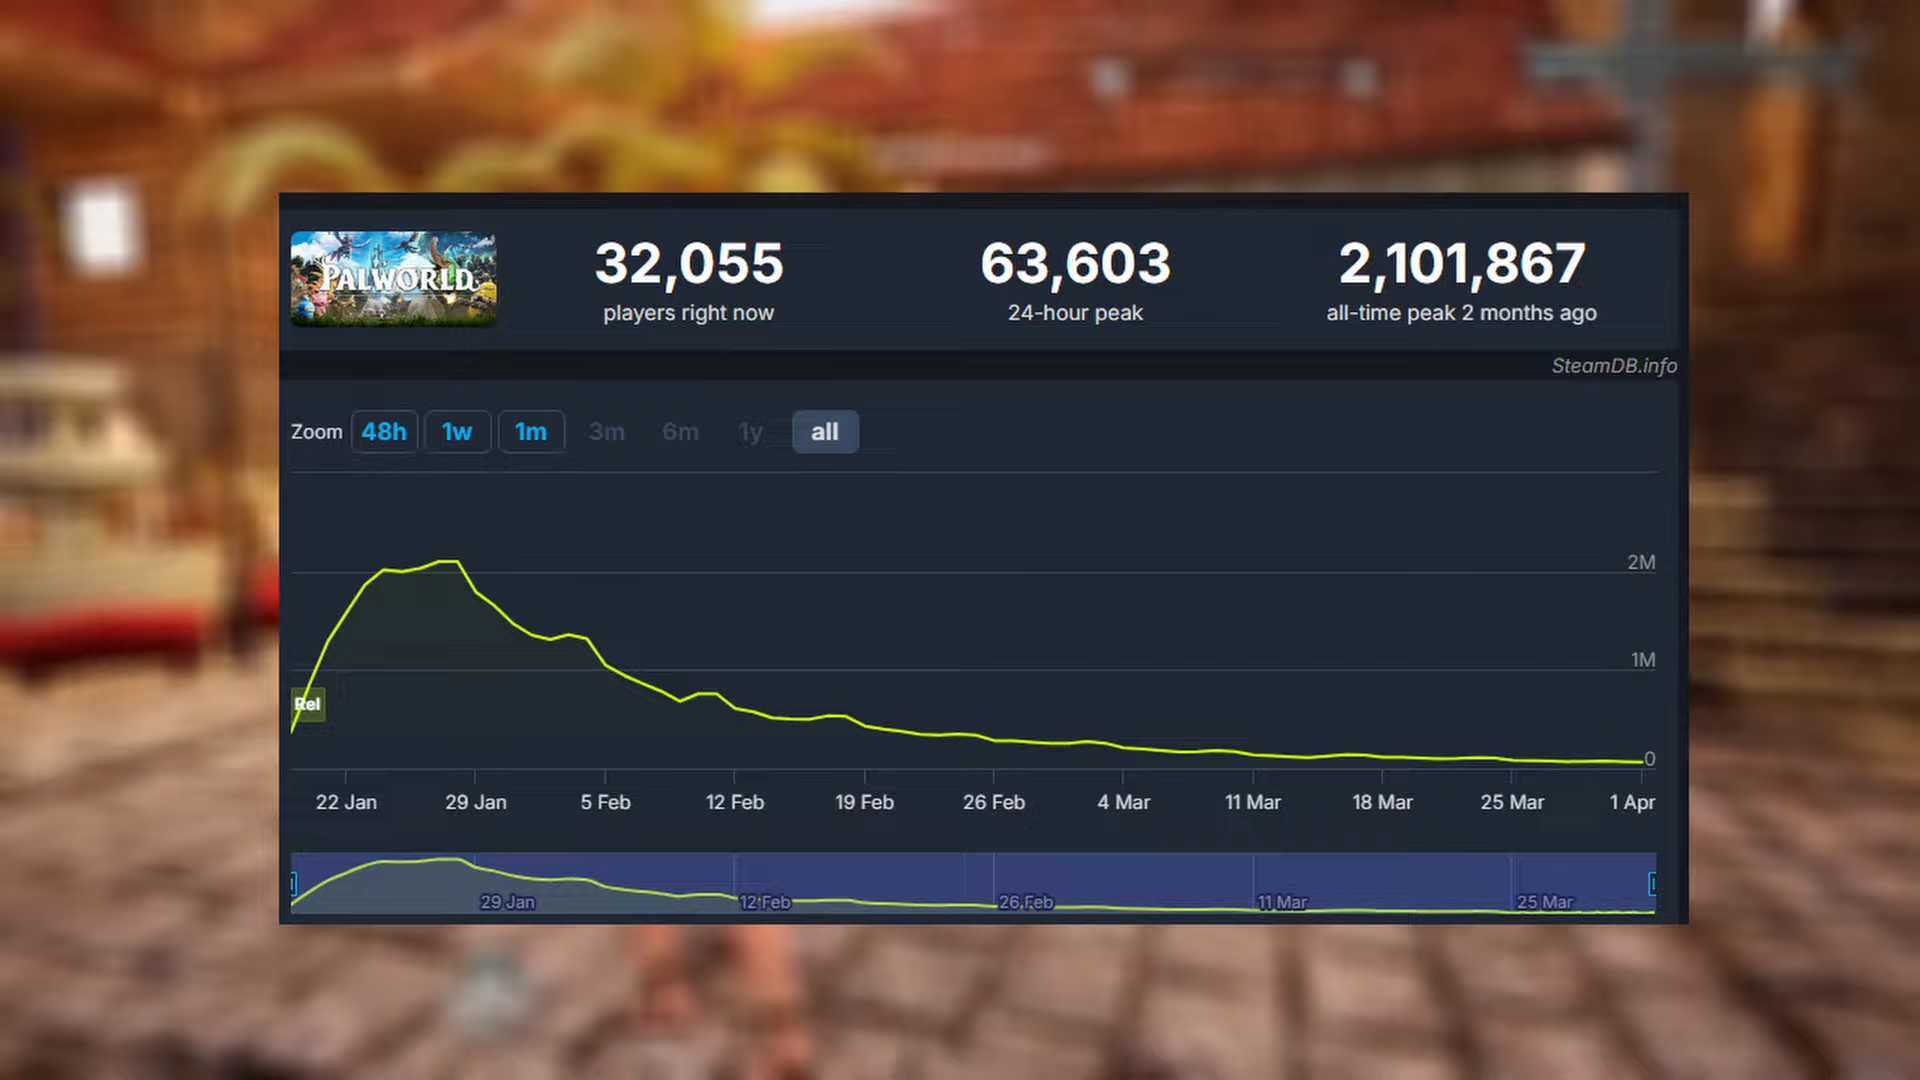 PALWORLD
32,055
players right now
63,603
24-hour peak
2,101,867
all-time peak 2 months ago
SteamDB.info
Zoom 48h 1w 1m 3m 6m 1y all
2M
1M
Rel
0
22 Jan 29 Jan 5 Feb 12 Feb 19 Feb 26 Feb 4 Mar 11 Mar 18 Mar 25 Mar 1 Apr
29 Jan 12 Feb 26 Feb 11 Mar 25 Mar